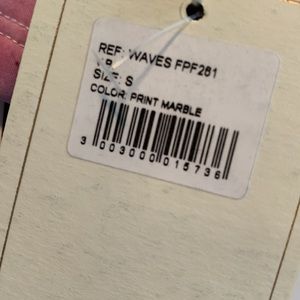 REF: WAVES FPF261
SIZE: S
COLOR: PRINT MARBLE
3 003000 015736